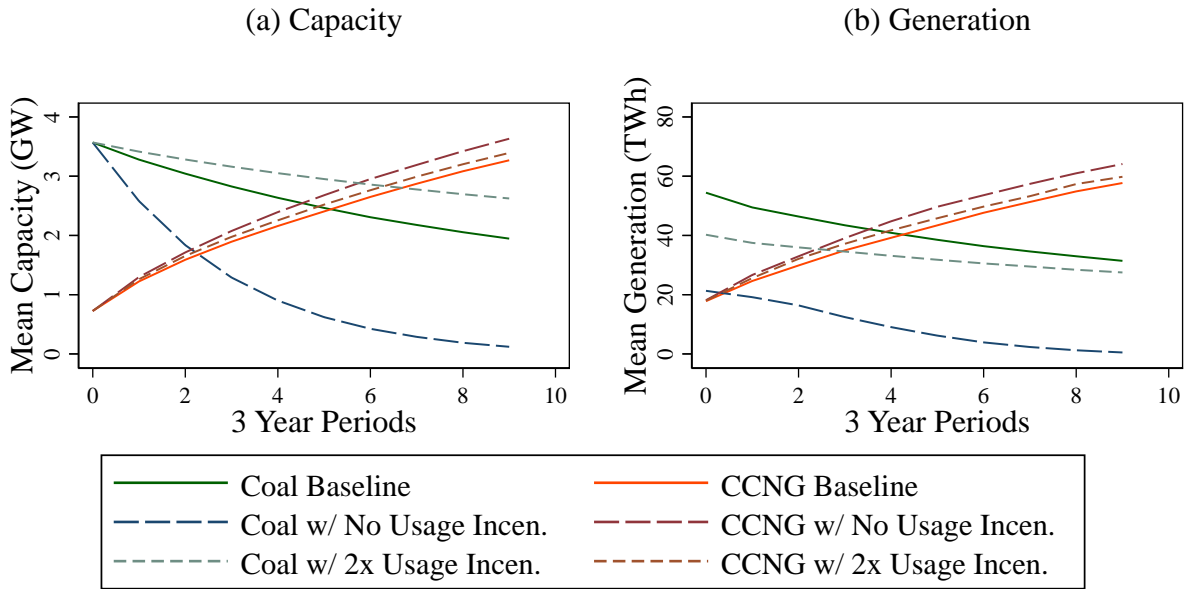 (a) Capacity
Mean Capacity (GW)
4
3
2
1
0
0 2 4 6 8 10
3 Year Periods
(b) Generation
Mean Generation (TWh)
80
60
40
20
0
0 2 4 6 8 10
3 Year Periods
Coal Baseline
CCNG Baseline
Coal w/ No Usage Incen.
CCNG w/ No Usage Incen.
Coal w/ 2x Usage Incen.
CCNG w/ 2x Usage Incen.